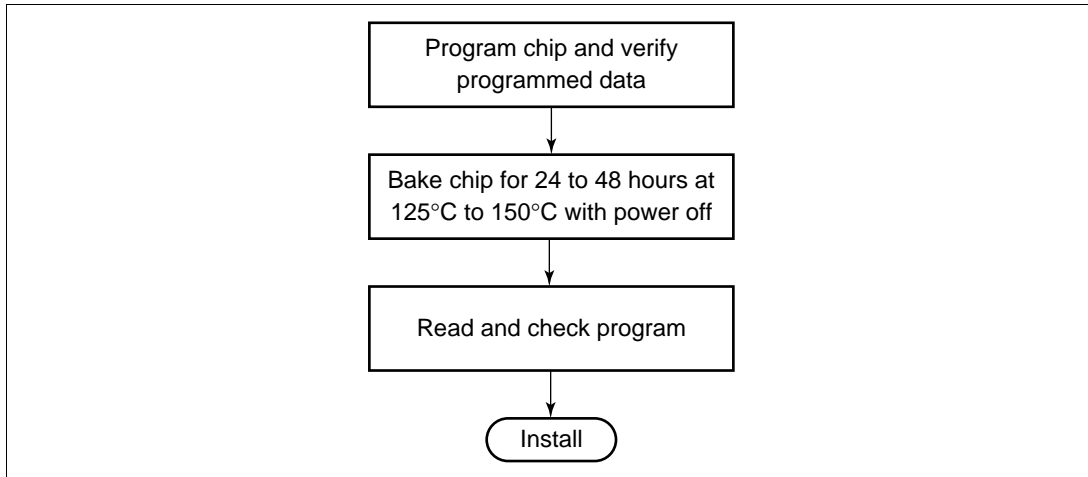 Program chip and verify
programmed data
Bake chip for 24 to 48 hours at
125°C to 150°C with power off
Read and check program
Install